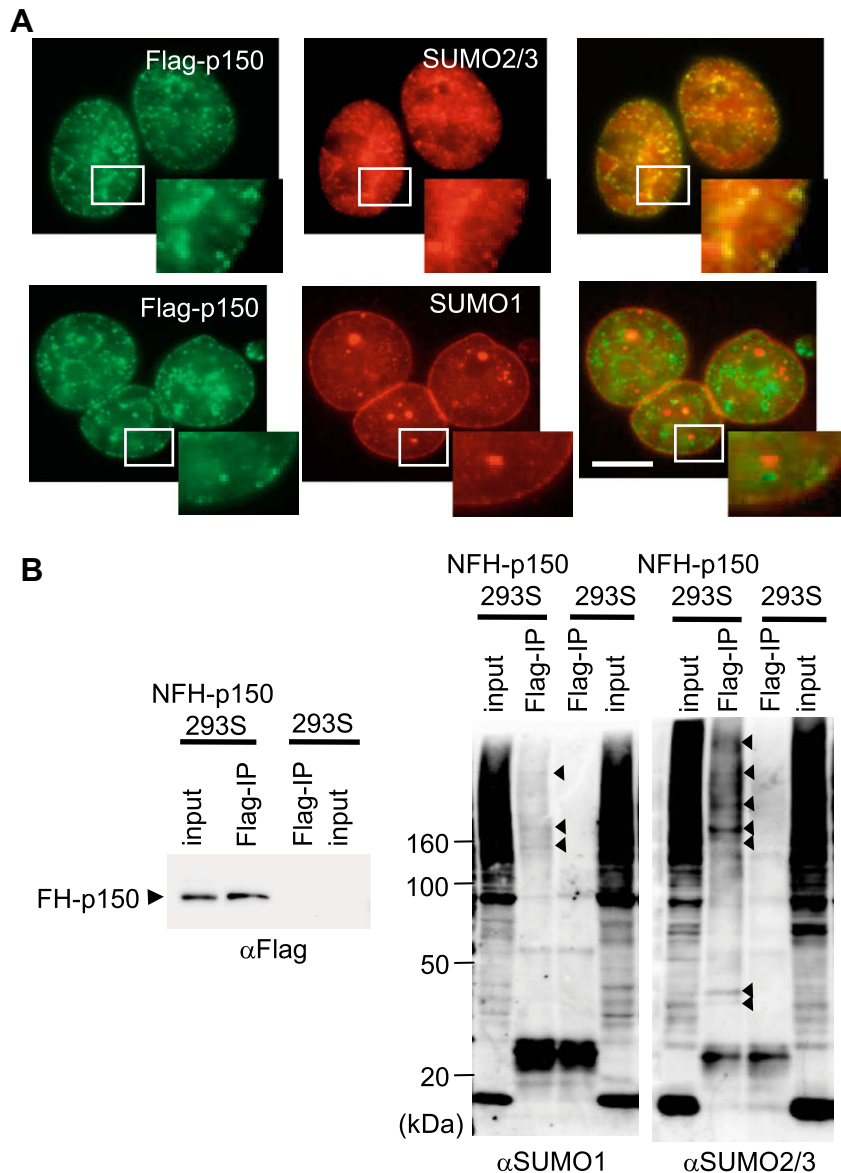 A
Flag-p150
SUMO2/3
Flag-p150
SUMO1
B
NFH-p150
293S
293S
input
Flag-IP
Flag-IP
input
FH-p150
αFlag
NFH-p150
293S
293S
input
Flag-IP
Flag-IP
input
NFH-p150
293S
293S
input
Flag-IP
Flag-IP
input
160
100
50
20
(kDa)
αSUMO1
αSUMO2/3